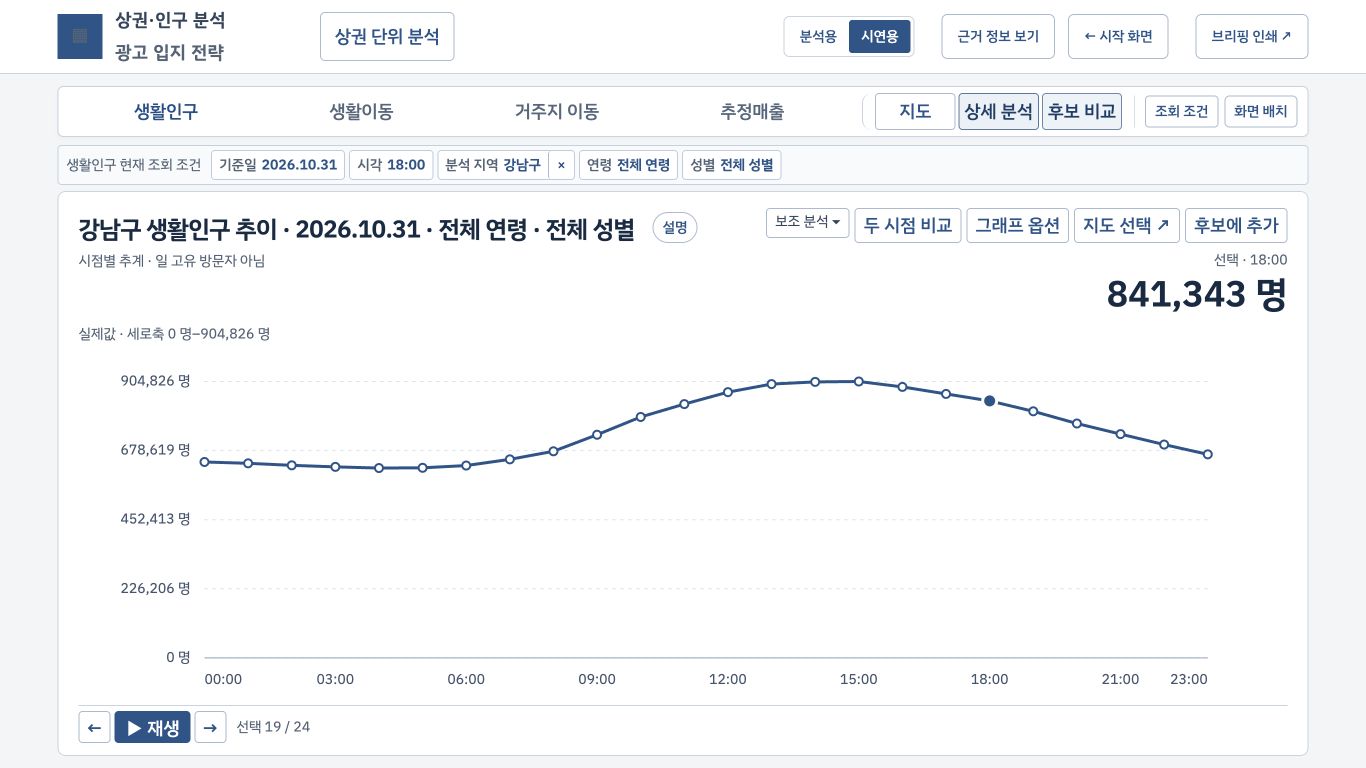 상권·인구 분석
광고 입지 전략
상권 단위 분석
분석용 시연용
근거 정보 보기
← 시작 화면
브리핑 인쇄 ↗
생활인구 생활이동 거주지 이동 추정매출
지도 상세 분석 후보 비교
조회 조건 화면 배치
생활인구 현재 조회 조건 기준일 2026.10.31 시각 18:00 분석 지역 강남구 × 연령 전체 연령 성별 전체 성별
강남구 생활인구 추이 · 2026.10.31 · 전체 연령 · 전체 성별 설명
보조 분석 두 시점 비교 그래프 옵션 지도 선택 ↗ 후보에 추가
시점별 추계 · 일 고유 방문자 아님
선택 · 18:00
841,343 명
실제값 · 세로축 0 명–904,826 명
904,826 명
678,619 명
452,413 명
226,206 명
0 명
00:00 03:00 06:00 09:00 12:00 15:00 18:00 21:00 23:00
← ▶ 재생 → 선택 19 / 24